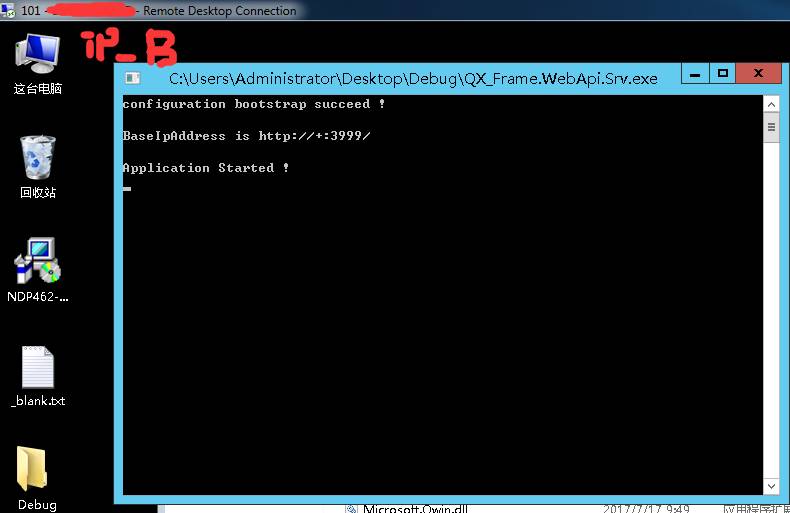 101 - - Remote Desktop Connection
IP_B
这台电脑
回收站
NDP462-...
_blank.txt
Debug
C:\Users\Administrator\Desktop\Debug\QX_Frame.WebApi.Srv.exe
configuration bootstrap succeed !
BaseIpAddress is http://+:3999/
Application Started !
Microsoft.Owin.dll 2017/7/17 9:49 应用程序扩展